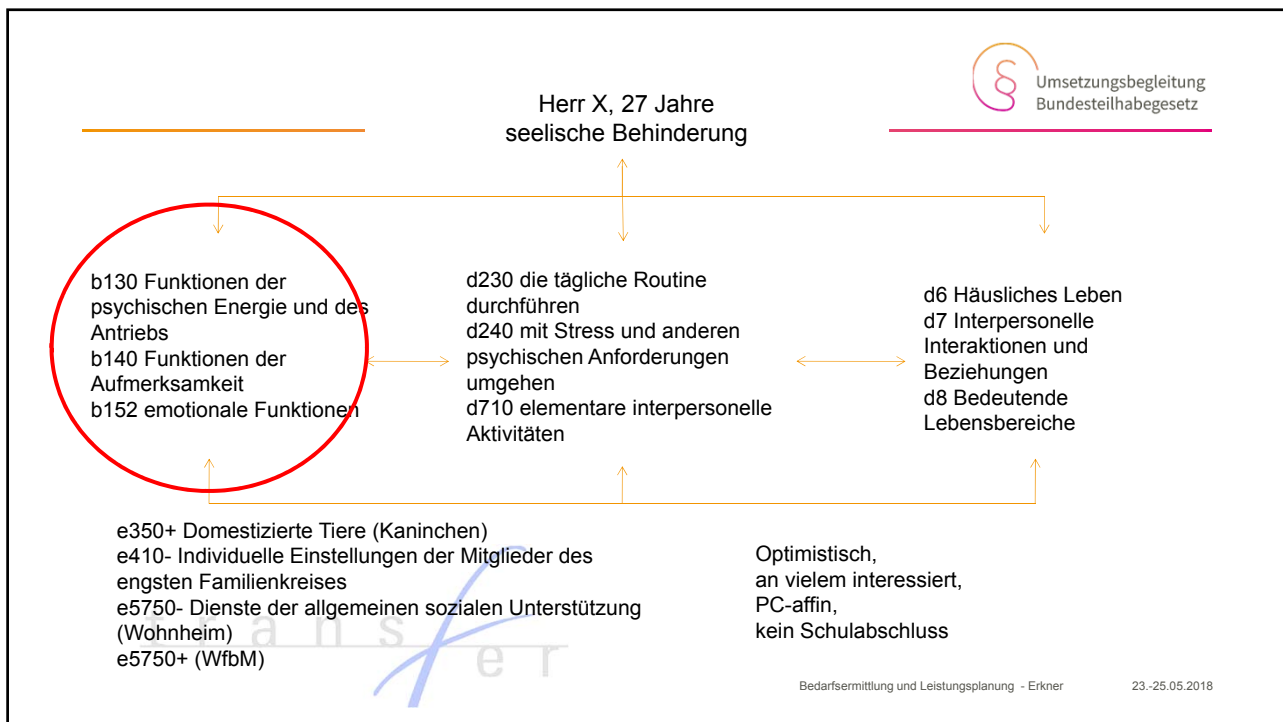 Umsetzungsbegleitung
Bundesteilhabegesetz
Herr X, 27 Jahre
seelische Behinderung
b130 Funktionen der
psychischen Energie und des
Antriebs
b140 Funktionen der
Aufmerksamkeit
b152 emotionale Funktionen
d230 die tägliche Routine
durchführen
d240 mit Stress und anderen
psychischen Anforderungen
umgehen
d710 elementare interpersonelle
Aktivitäten
d6 Häusliches Leben
d7 Interpersonelle
Interaktionen und
Beziehungen
d8 Bedeutende
Lebensbereiche
e350+ Domestizierte Tiere (Kaninchen)
e410- Individuelle Einstellungen der Mitglieder des
engsten Familienkreises
e5750- Dienste der allgemeinen sozialen Unterstützung
(Wohnheim)
e5750+ (WfbM)
transfer
Optimistisch,
an vielem interessiert,
PC-affin,
kein Schulabschluss
Bedarfsermittlung und Leistungsplanung - Erkner
23.-25.05.2018